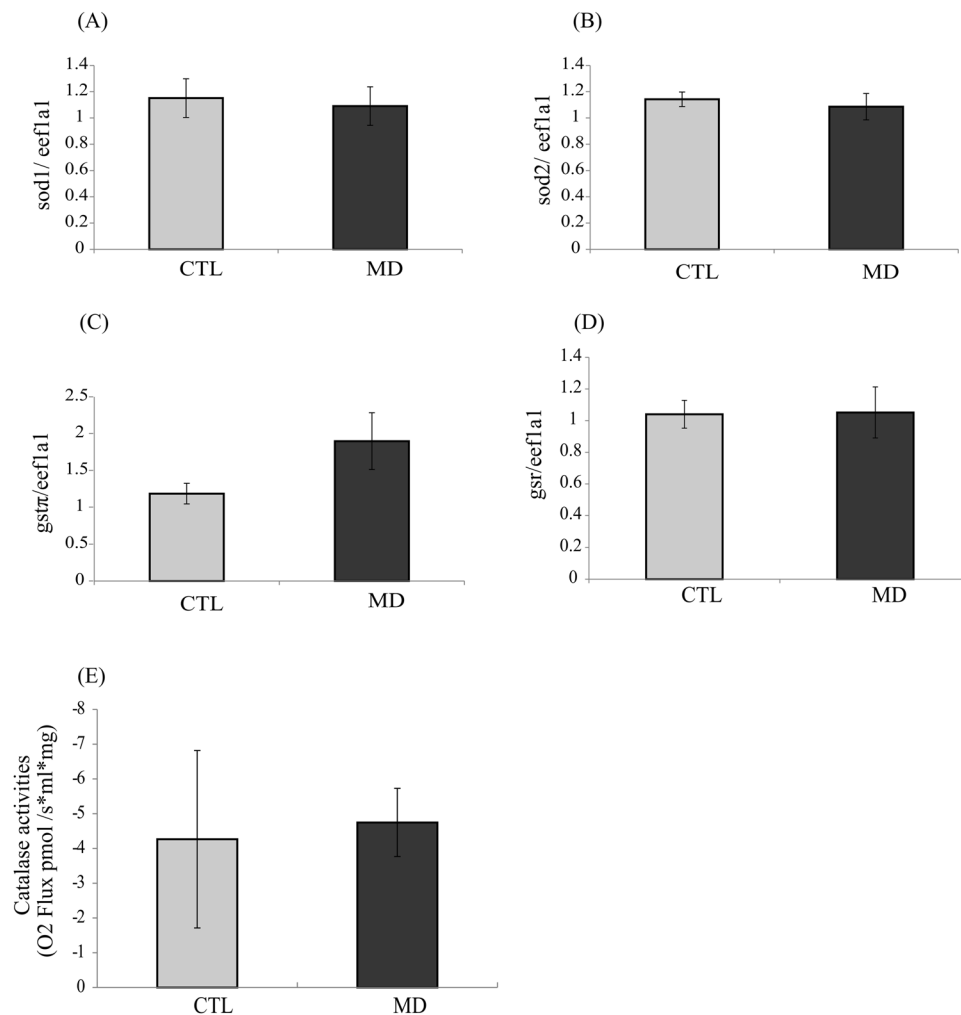 (A)
sod1/ eef1a1
1.4
1.2
1
0.8
0.6
0.4
0.2
0
CTL
MD
(B)
sod2/ eef1a1
1.4
1.2
1
0.8
0.6
0.4
0.2
0
CTL
MD
(C)
gstπ/eef1a1
2.5
2
1.5
1
0.5
0
CTL
MD
(D)
gsr/eef1a1
1.4
1.2
1
0.8
0.6
0.4
0.2
0
CTL
MD
(E)
Catalase activities
(O2 Flux pmol /s*ml*mg)
-8
-7
-6
-5
-4
-3
-2
-1
0
CTL
MD